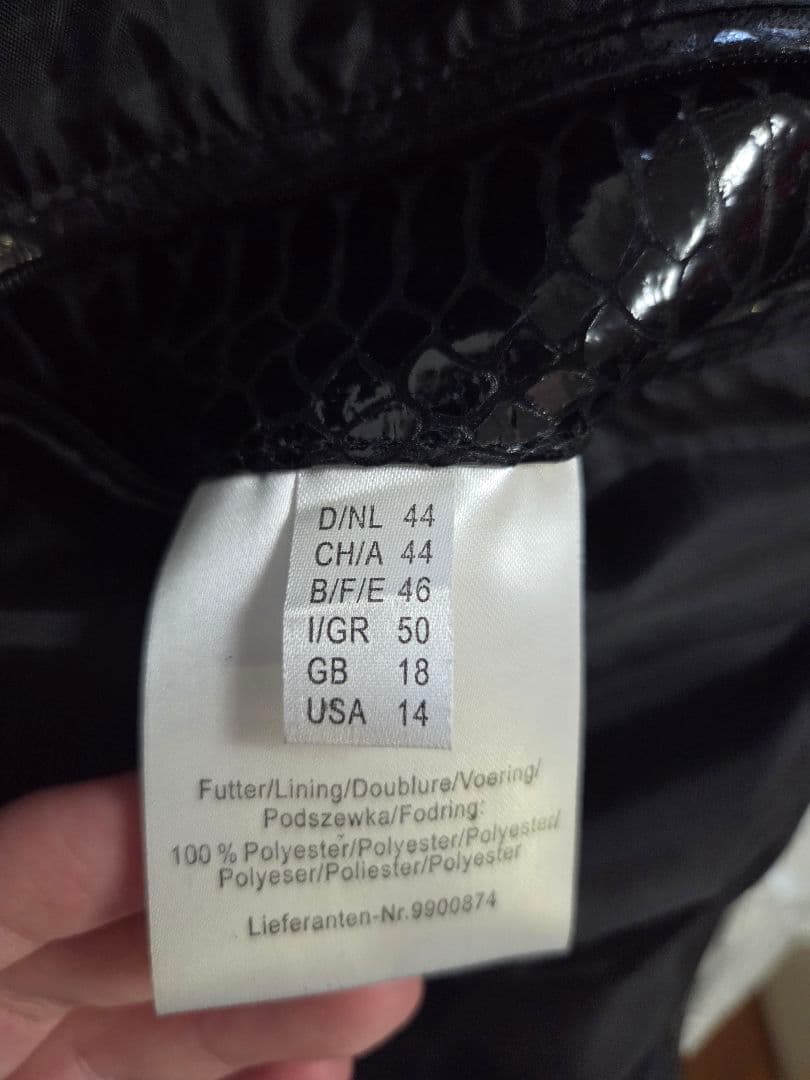 D/NL 44
CH/A 44
B/F/E 46
I/GR 50
GB 18
USA 14
Futter/Lining/Doublure/Voering/
Podszewka/Fodring:
100 % Polyester/Polyester/Polyester/
Polyeser/Poliester/Polyester
Lieferanten-Nr.9900874